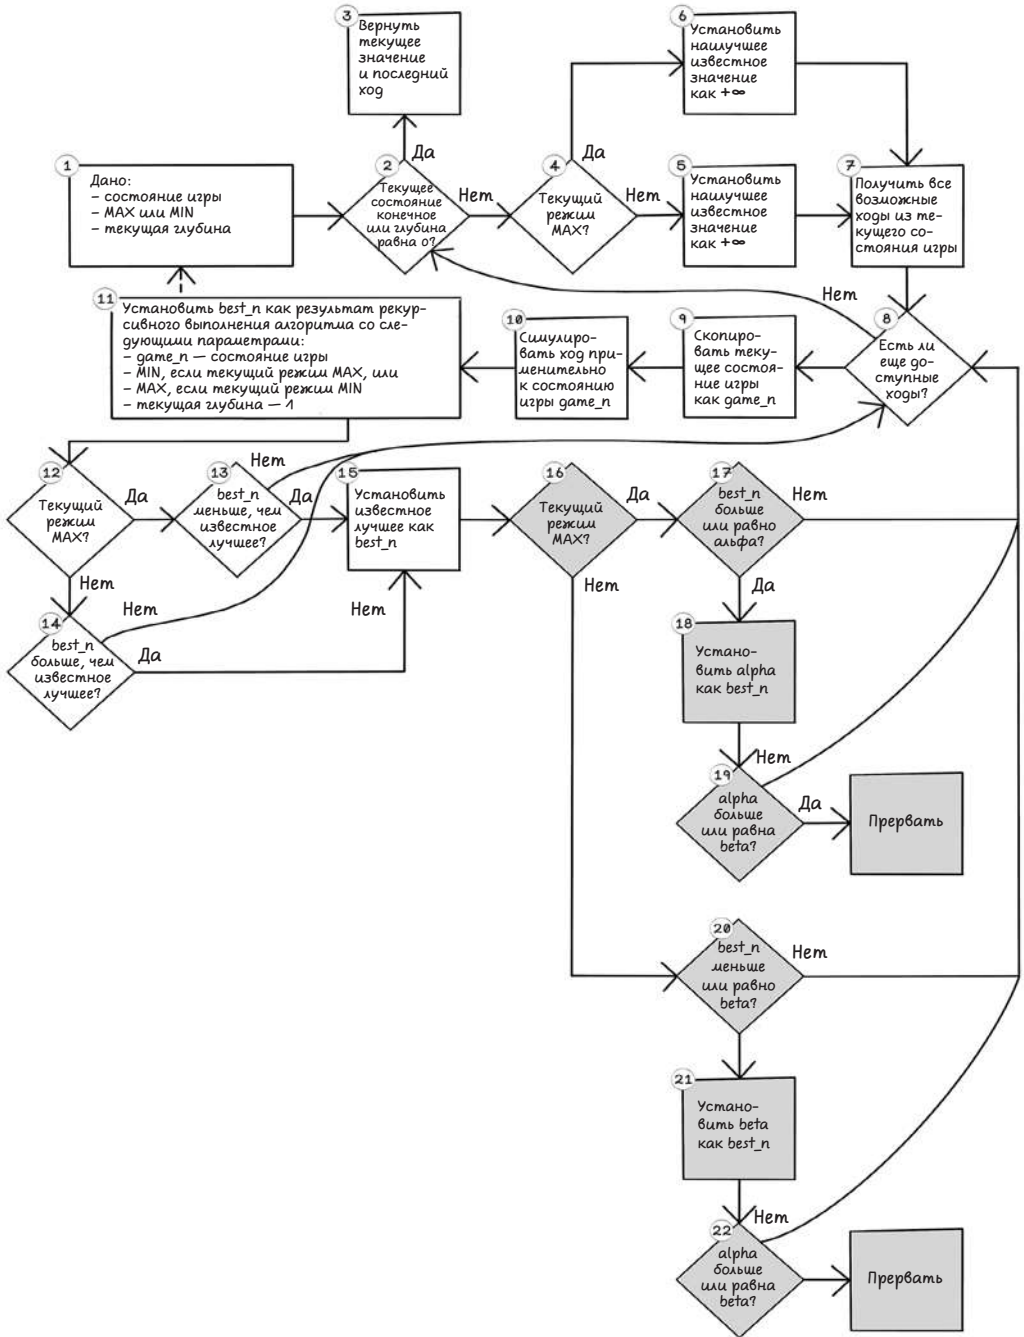 3
Вернуть
текущее
значение
и последний
ход
6
Установить
наилучшее
известное
значение
как +∞
1
Дано:
– состояние игры
– MAX или MIN
– текущая глубина
2
Текущее
состояние
конечное
или глубина
равна 0?
Да
Нет
4
Текущий
режим
MAX?
Да
Нет
5
Установить
наилучшее
известное
значение
как +∞
7
Получить все
возможные
ходы из те-
кущего со-
стояния игры
11
Установить best_n как результат рекур-
сивного выполнения алгоритма со сле-
дующими параметрами:
– game_n — состояние игры
– MIN, если текущий режим MAX, или
– MAX, если текущий режим MIN
– текущая глубина — 1
10
Симулиро-
вать ход при-
менительно
к состоянию
игры game_n
9
Скопиро-
вать теку-
щее состоя-
ние игры
как game_n
Нет
8
Есть ли
еще до-
ступные
ходы?
12
Текущий
режим
MAX?
Да
Нет
13
best_n
меньше, чем
известное
лучшее?
Нет
Да
15
Установить
известное
лучшее как
best_n
16
Текущий
режим
MAX?
Да
Нет
17
best_n
больше
или равно
альфа?
Нет
Да
14
best_n
больше, чем
известное
лучшее?
Нет
Да
Нет
18
Устано-
вить alpha
как best_n
19
alpha
больше
или равна
beta?
Нет
Да
Прервать
20
best_n
меньше
или равно
beta?
Нет
21
Устано-
вить beta
как best_n
22
alpha
больше
или равна
beta?
Нет
Прервать